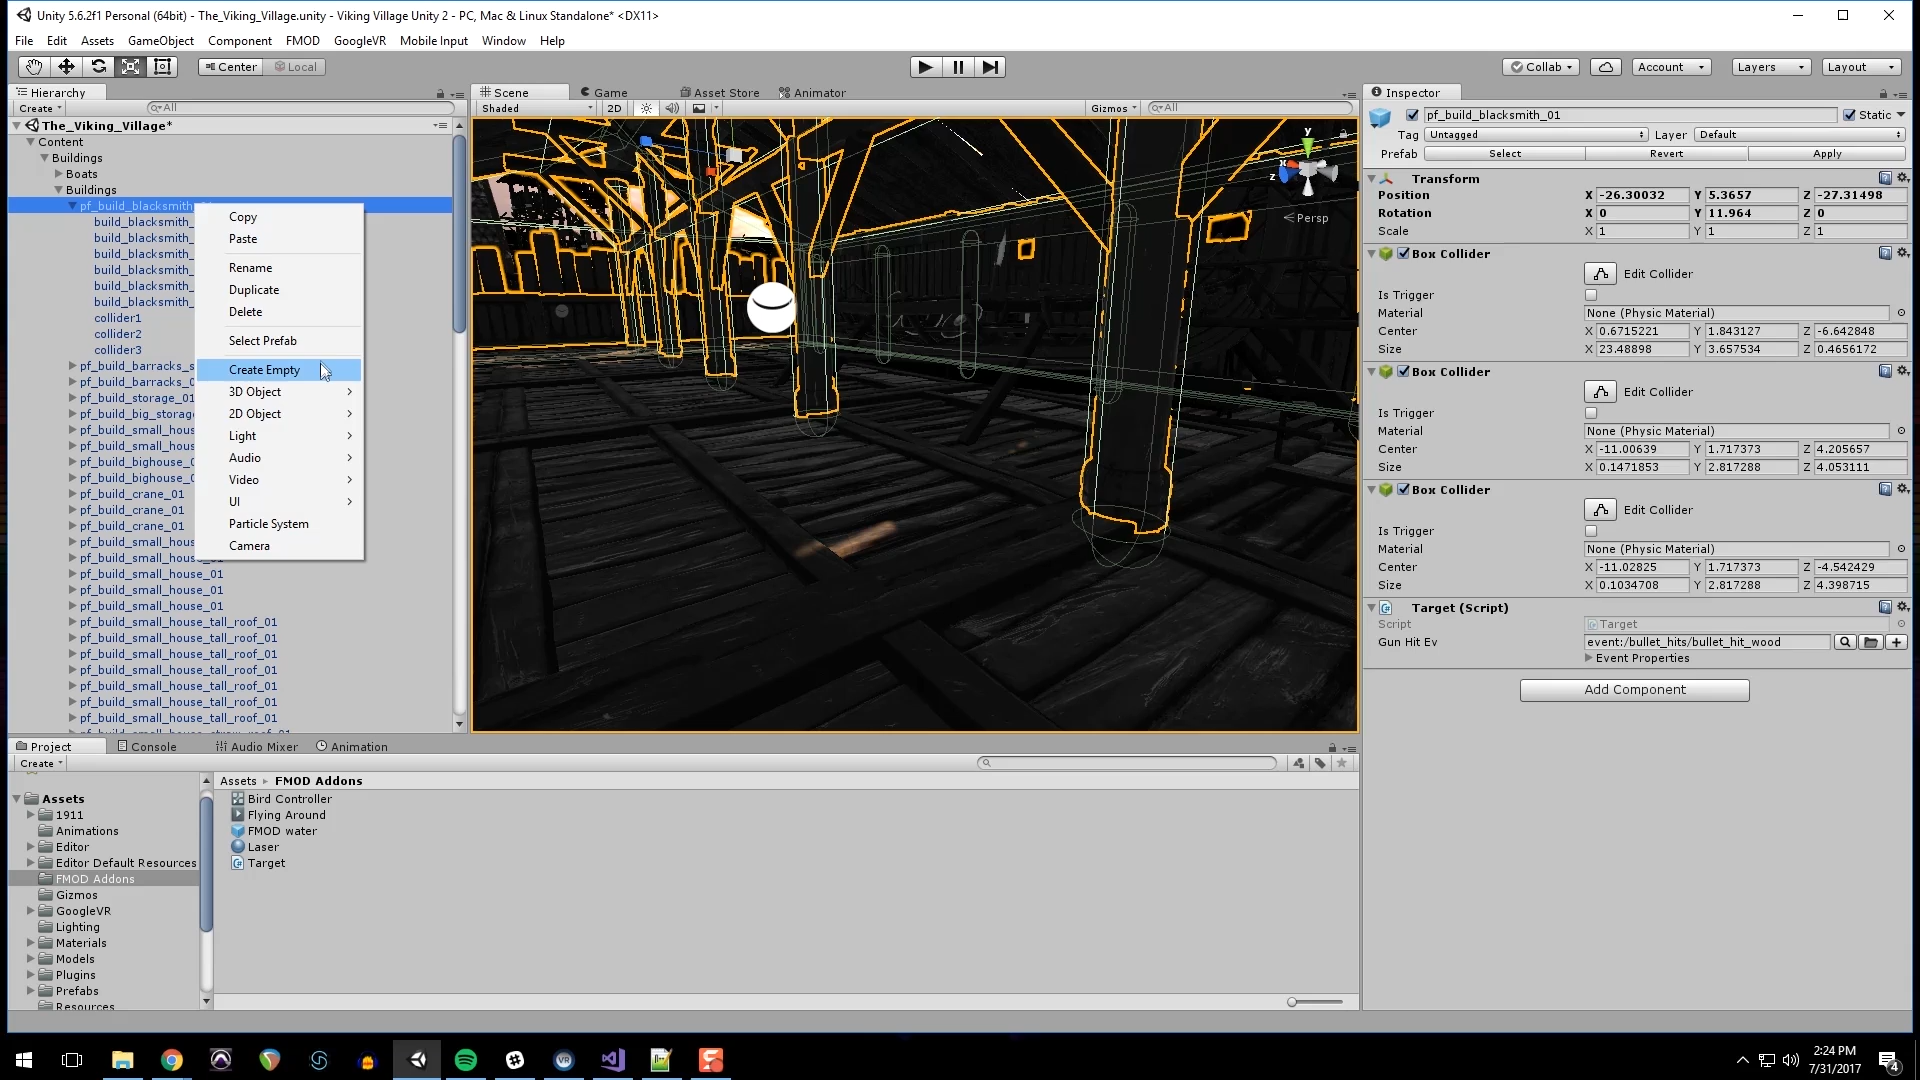 Unity 5.6.2f1 Personal (64bit) - The_Viking_Village.unity - Viking Village Unity 2 - PC, Mac & Linux Standalone* <DX11>
File Edit Assets GameObject Component FMOD GoogleVR Mobile Input Window Help
Center Local Collab Account Layers Layout
Hierarchy
Create All
The_Viking_Village*
Content
Buildings
Boats
Buildings
pf_build_blacksmith_
build_blacksmith_
build_blacksmith_
build_blacksmith_
build_blacksmith_
build_blacksmith_
build_blacksmith_
collider1
collider2
collider3
pf_build_barracks_s
pf_build_barracks_0
pf_build_storage_01
pf_build_big_storag
pf_build_small_hous
pf_build_small_hous
pf_build_bighouse_0
pf_build_bighouse_0
pf_build_crane_01
pf_build_crane_01
pf_build_crane_01
pf_build_small_house_01
pf_build_small_house_01
pf_build_small_house_01
pf_build_small_house_01
pf_build_small_house_01
pf_build_small_house_tall_roof_01
pf_build_small_house_tall_roof_01
pf_build_small_house_tall_roof_01
pf_build_small_house_tall_roof_01
pf_build_small_house_tall_roof_01
pf_build_small_house_tall_roof_01
pf_build_small_house_tall_roof_01
Copy
Paste
Rename
Duplicate
Delete
Select Prefab
Create Empty
3D Object
2D Object
Light
Audio
Video
UI
Particle System
Camera
Scene Game Asset Store Animator
Shaded 2D Gizmos All
y
x
z
Persp
Inspector
pf_build_blacksmith_01 Static
Tag Untagged Layer Default
Prefab Select Revert Apply
Transform
Position X -26.30032 Y 5.3657 Z -27.31498
Rotation X 0 Y 11.964 Z 0
Scale X 1 Y 1 Z 1
Box Collider
Edit Collider
Is Trigger
Material None (Physic Material)
Center X 0.6715221 Y 1.843127 Z -6.642848
Size X 23.48898 Y 3.657534 Z 0.4656172
Box Collider
Edit Collider
Is Trigger
Material None (Physic Material)
Center X -11.00639 Y 1.717373 Z 4.205657
Size X 0.1471853 Y 2.817288 Z 4.053111
Box Collider
Edit Collider
Is Trigger
Material None (Physic Material)
Center X -11.02825 Y 1.717373 Z -4.542429
Size X 0.1034708 Y 2.817288 Z 4.398715
Target (Script)
Script Target
Gun Hit Ev event:/bullet_hits/bullet_hit_wood
Event Properties
Add Component
Project Console Audio Mixer Animation
Create
Assets
1911
Animations
Editor
Editor Default Resources
FMOD Addons
Gizmos
GoogleVR
Lighting
Materials
Models
Plugins
Prefabs
Resources
Assets FMOD Addons
Bird Controller
Flying Around
FMOD water
Laser
Target
2:24 PM
7/31/2017
4